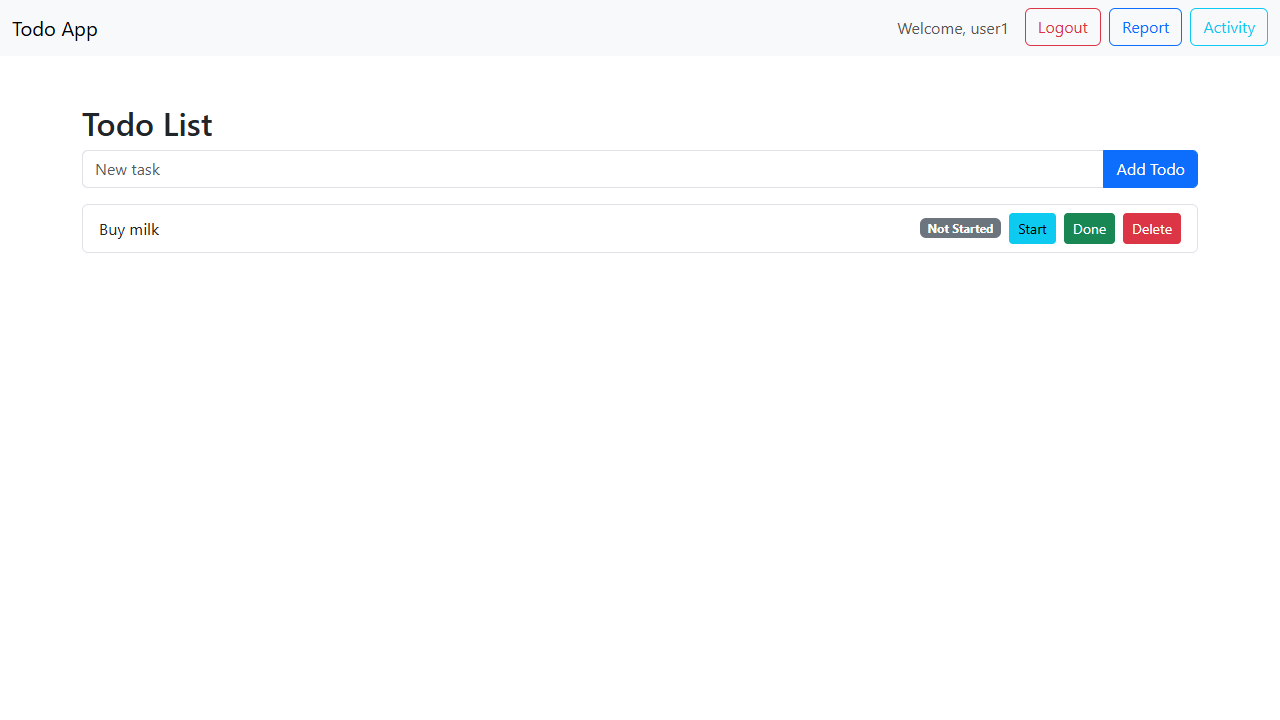 Todo App Welcome, user1 Logout Report Activity
Todo List
New task Add Todo
Buy milk Not Started Start Done Delete